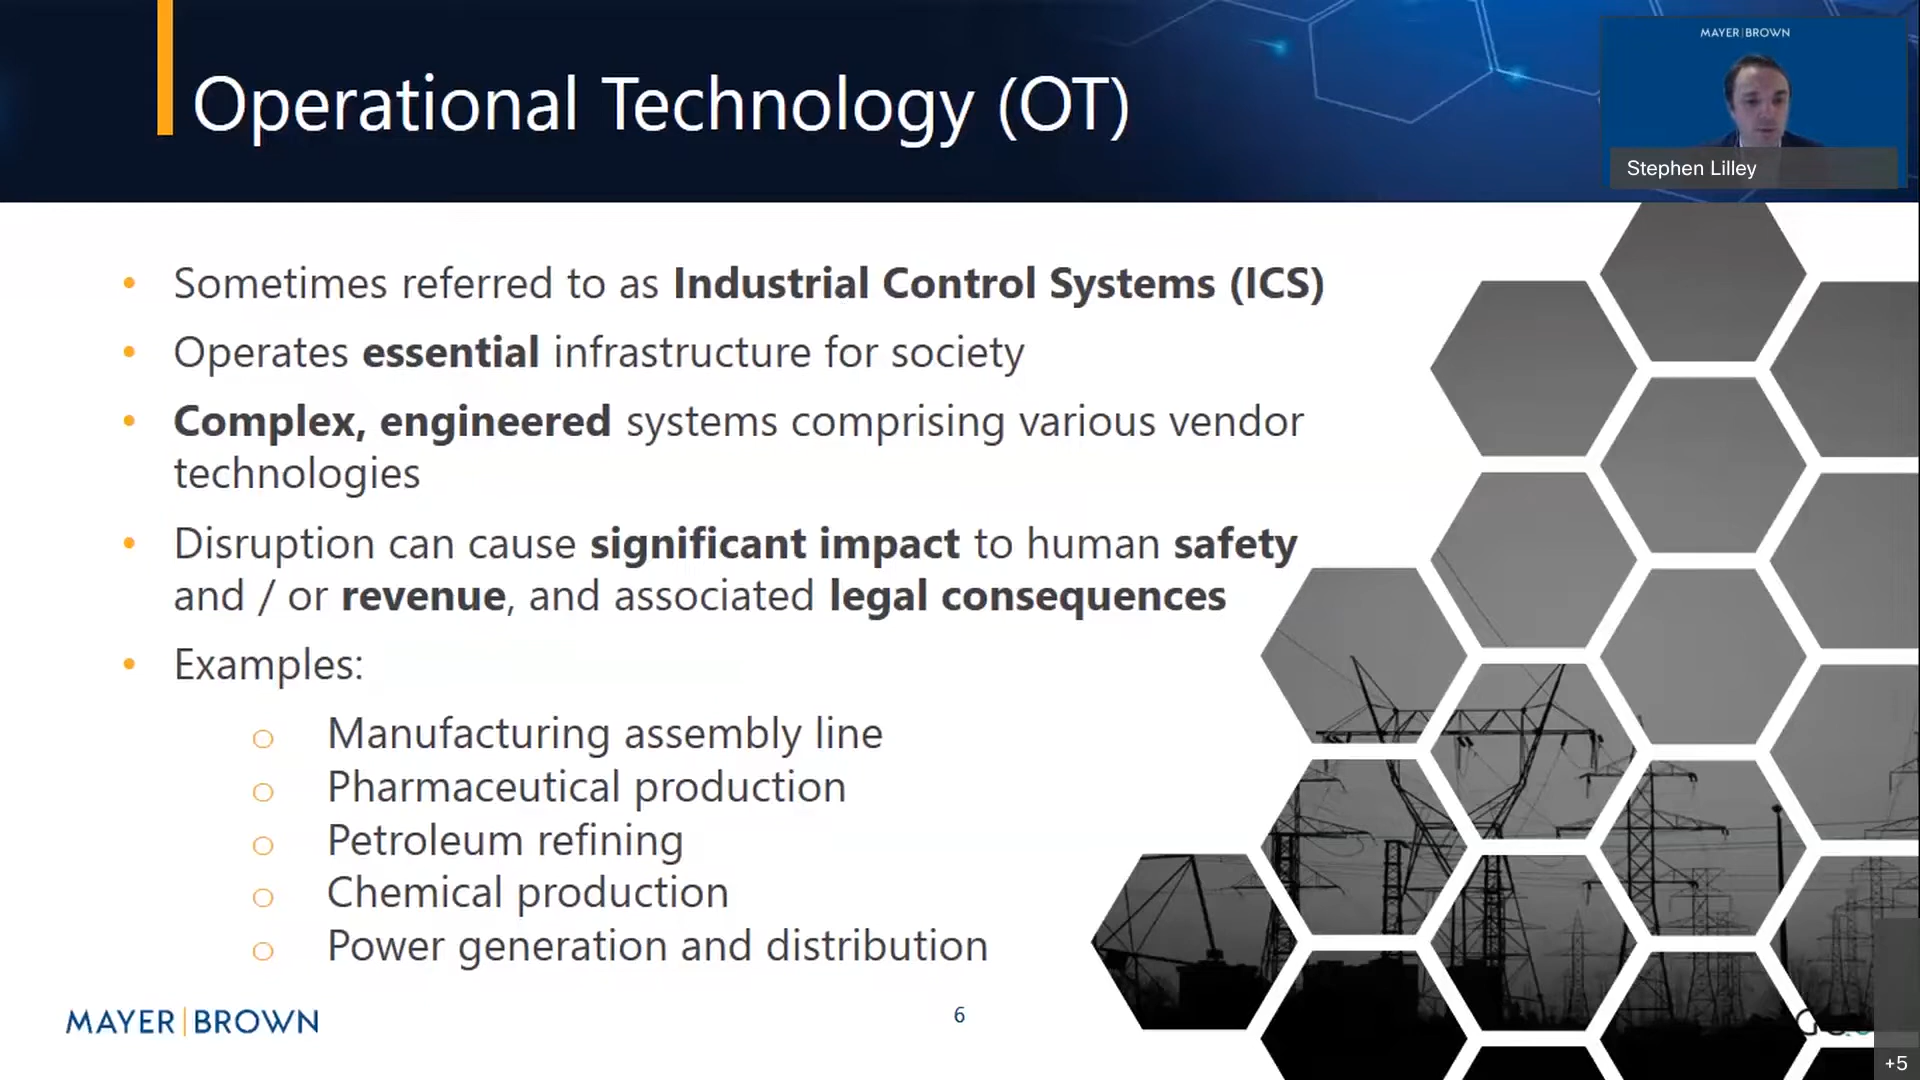 Operational Technology (OT)
MAYER|BROWN
Stephen Lilley
• Sometimes referred to as Industrial Control Systems (ICS)
• Operates essential infrastructure for society
• Complex, engineered systems comprising various vendor
technologies
• Disruption can cause significant impact to human safety
and / or revenue, and associated legal consequences
• Examples:
o Manufacturing assembly line
o Pharmaceutical production
o Petroleum refining
o Chemical production
o Power generation and distribution
MAYER|BROWN
6
+5